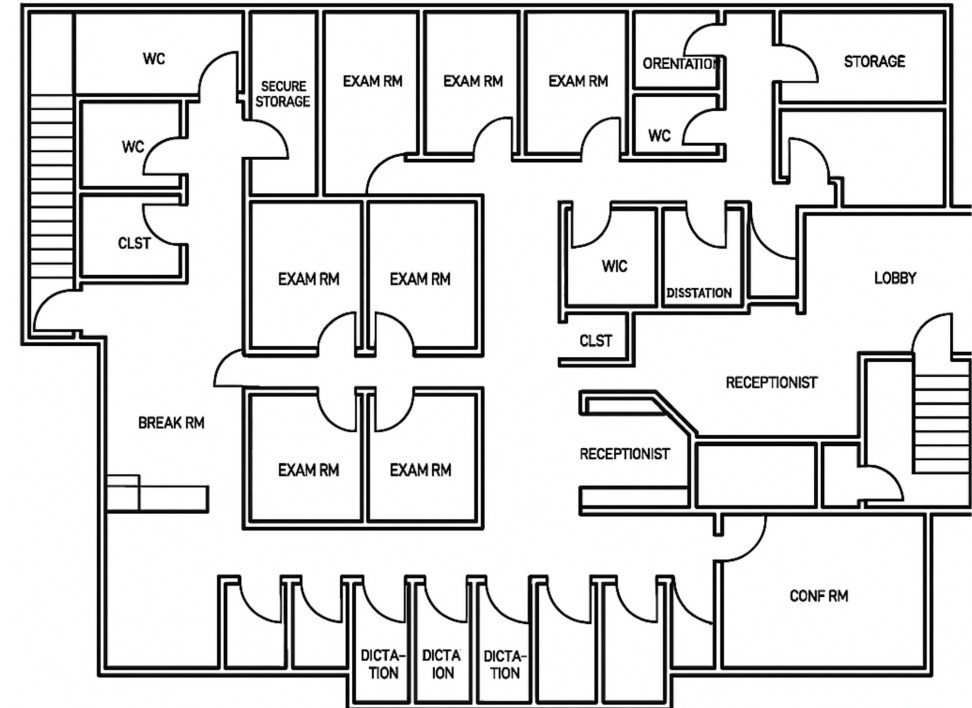 WC
SECURE
STORAGE
EXAM RM
EXAM RM
EXAM RM
ORENTATION
STORAGE
WC
WC
CLST
EXAM RM
EXAM RM
WIC
DISSTATION
LOBBY
CLST
RECEPTIONIST
BREAK RM
EXAM RM
EXAM RM
RECEPTIONIST
CONF RM
DICTA-
TION
DICTA
ION
DICTA-
TION